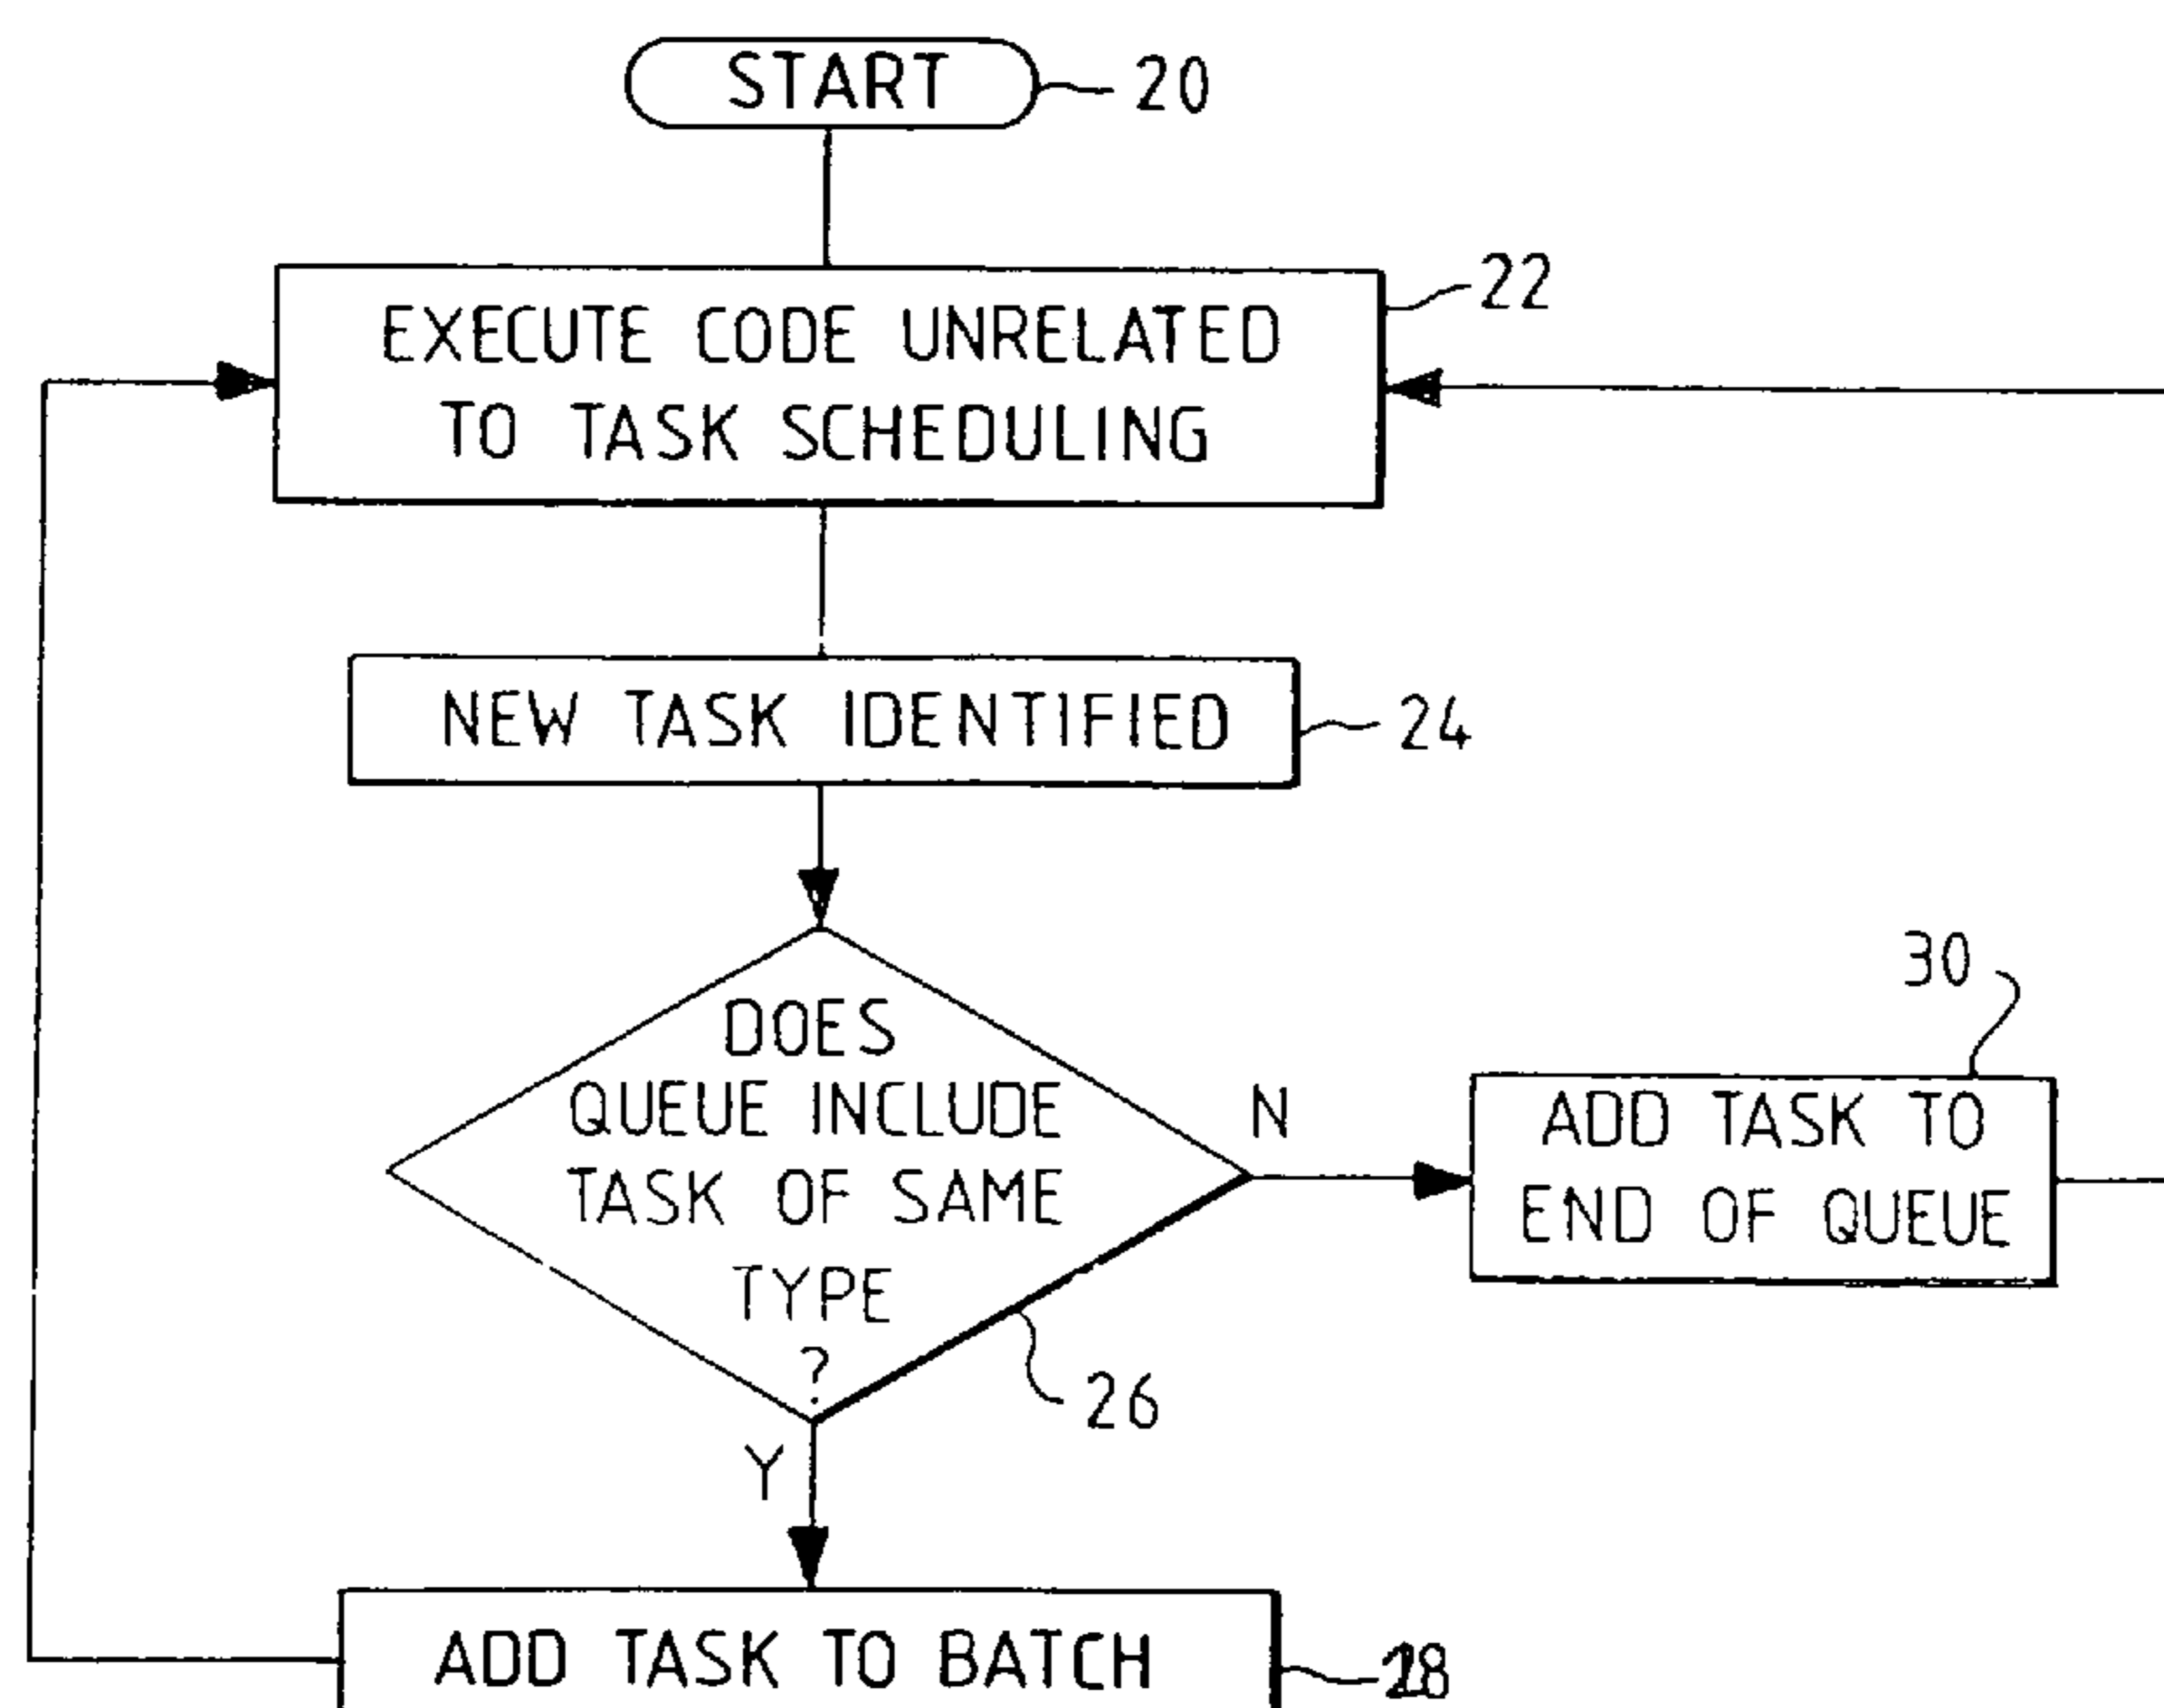 START
20
EXECUTE CODE UNRELATED
TO TASK SCHEDULING
22
NEW TASK IDENTIFIED
24
DOES
QUEUE INCLUDE
TASK OF SAME
TYPE
?
26
N
30
ADD TASK TO
END OF QUEUE
Y
ADD TASK TO BATCH
28